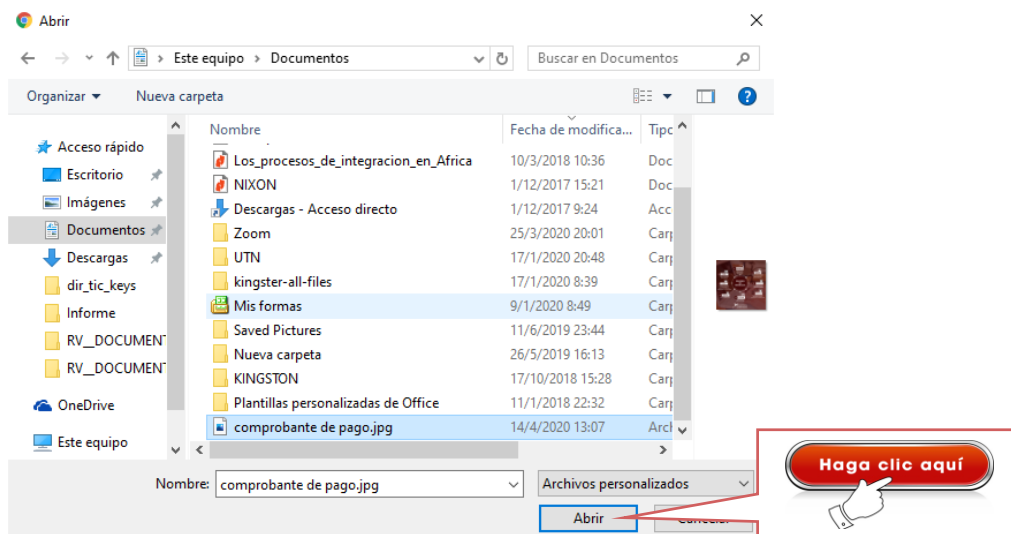 Abrir
Este equipo > Documentos
Buscar en Documentos
Organizar
Nueva carpeta
Nombre
Fecha de modifica...
Acceso rápido
Escritorio
Imágenes
Documentos
Descargas
dir_tic_keys
Informe
RV__DOCUMEN
RV__DOCUMEN
OneDrive
Este equipo
Los_procesos_de_integracion_en_Africa 10/3/2018 10:36 Doc
NIXON 1/12/2017 15:21 Doc
Descargas - Acceso directo 1/12/2017 9:24 Acc
Zoom 25/3/2020 20:01 Carp
UTN 17/1/2020 20:48 Carp
kingster-all-files 17/1/2020 8:39 Carp
Mis formas 9/1/2020 8:49 Carp
Saved Pictures 11/6/2019 23:44 Carp
Nueva carpeta 26/5/2019 16:13 Carp
KINGSTON 17/10/2018 15:28 Carp
Plantillas personalizadas de Office 11/1/2018 22:32 Carp
comprobante de pago.jpg 14/4/2020 13:07 Arch
Nombre: comprobante de pago.jpg
Archivos personalizados
Abrir
Haga clic aquí